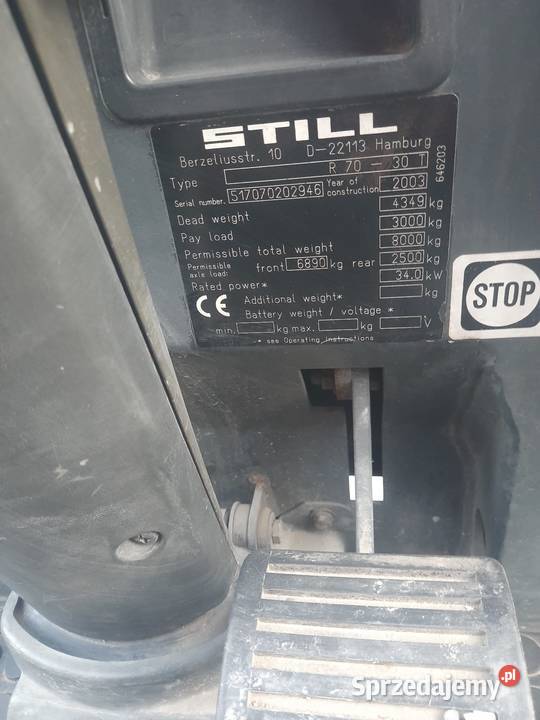 STILL
Berzeliusstr. 10 D-22113 Hamburg
Type R 70 - 30 T
Serial number. 517070202946 Year of construction 2003
Dead weight 4349 kg
Pay load 3000 kg
Permissible total weight 8000 kg
Permissible axle load: front 6890 kg rear 2500 kg
Rated power* 34.0 kW
CE Additional weight* kg
Battery weight / voltage *
min. kg max. kg V
* see Operating Instructions
646203
STOP
Sprzedajemy.pl